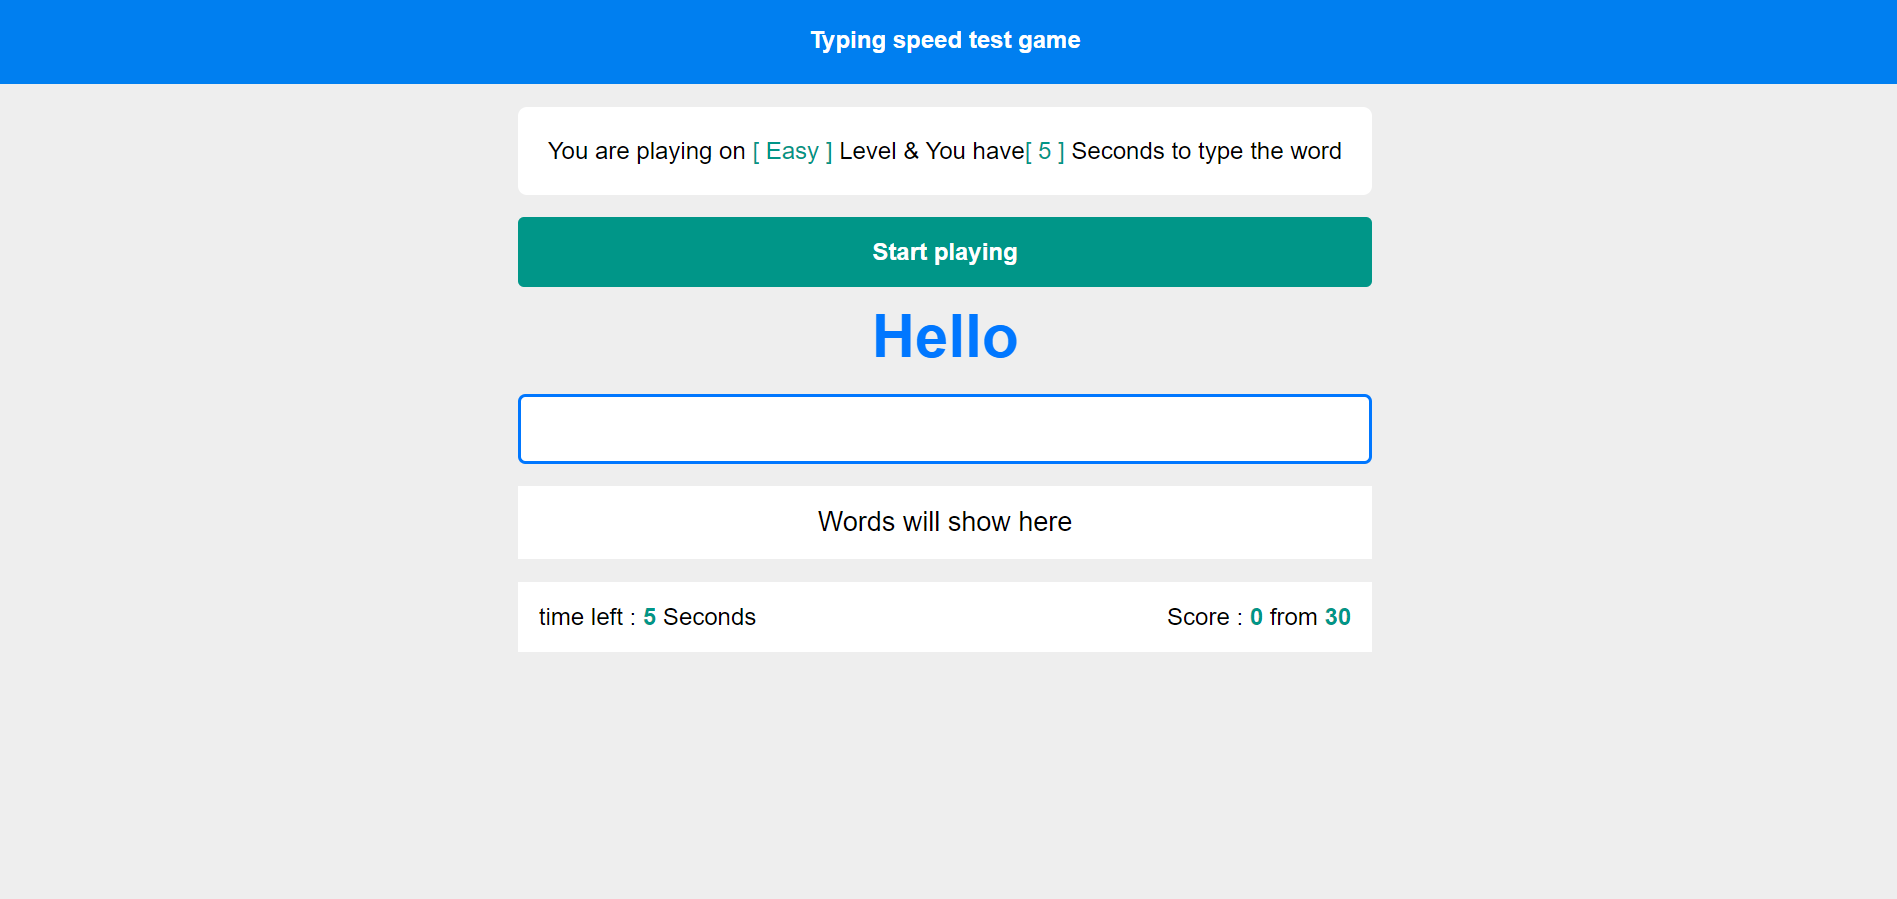 Typing speed test game
You are playing on [ Easy ] Level & You have[ 5 ] Seconds to type the word
Start playing
Hello
Words will show here
time left : 5 Seconds
Score : 0 from 30